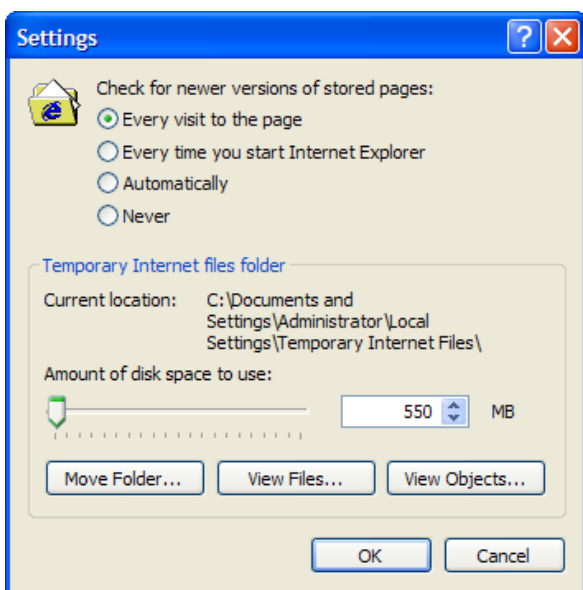 Settings
Check for newer versions of stored pages:
Every visit to the page
Every time you start Internet Explorer
Automatically
Never
Temporary Internet files folder
Current location: C:\Documents and
Settings\Administrator\Local
Settings\Temporary Internet Files\
Amount of disk space to use:
550 MB
Move Folder... View Files... View Objects...
OK Cancel